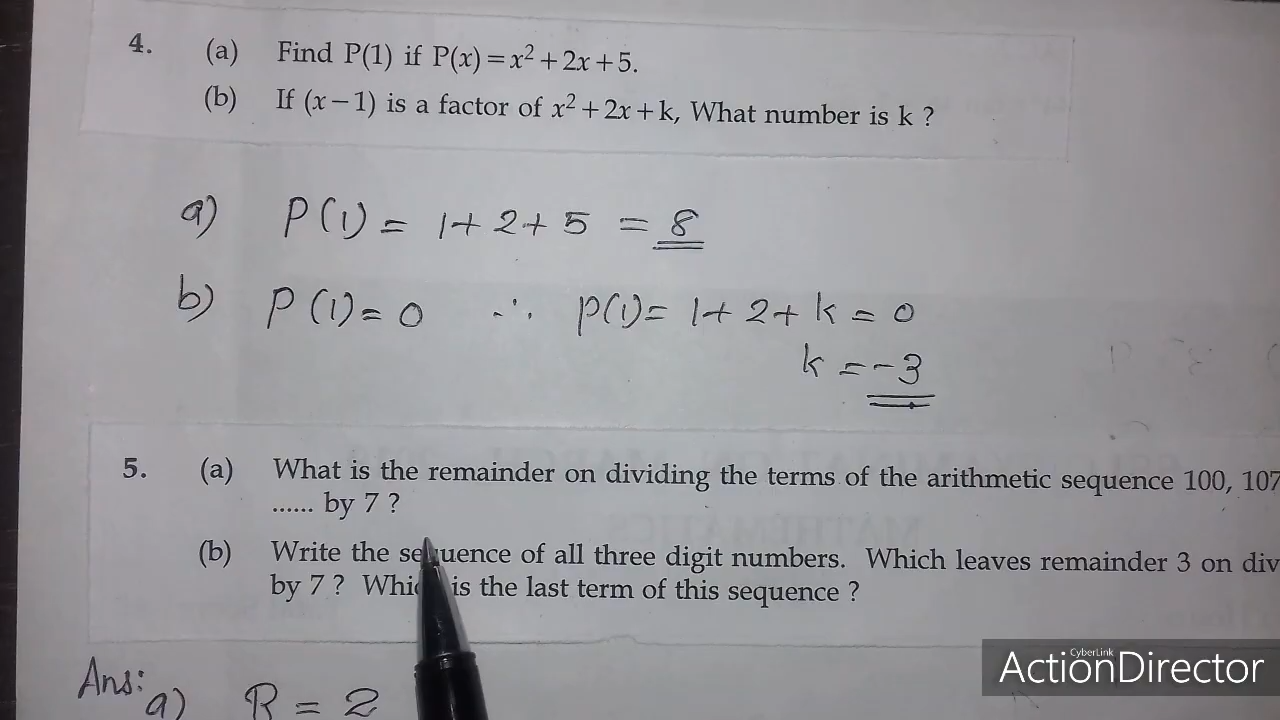 4. (a) Find P(1) if P(x)=x²+2x+5.
(b) If (x−1) is a factor of x²+2x+k, What number is k ?
a) P(1) = 1+2+5 = 8
b) P(1)=0 ∴ P(1)= 1+2+k = 0
k = -3
5. (a) What is the remainder on dividing the terms of the arithmetic sequence 100, 107
...... by 7 ?
(b) Write the sequence of all three digit numbers. Which leaves remainder 3 on div
by 7 ? Whi is the last term of this sequence ?
Ans:
a) R = 2
CyberLink
ActionDirector